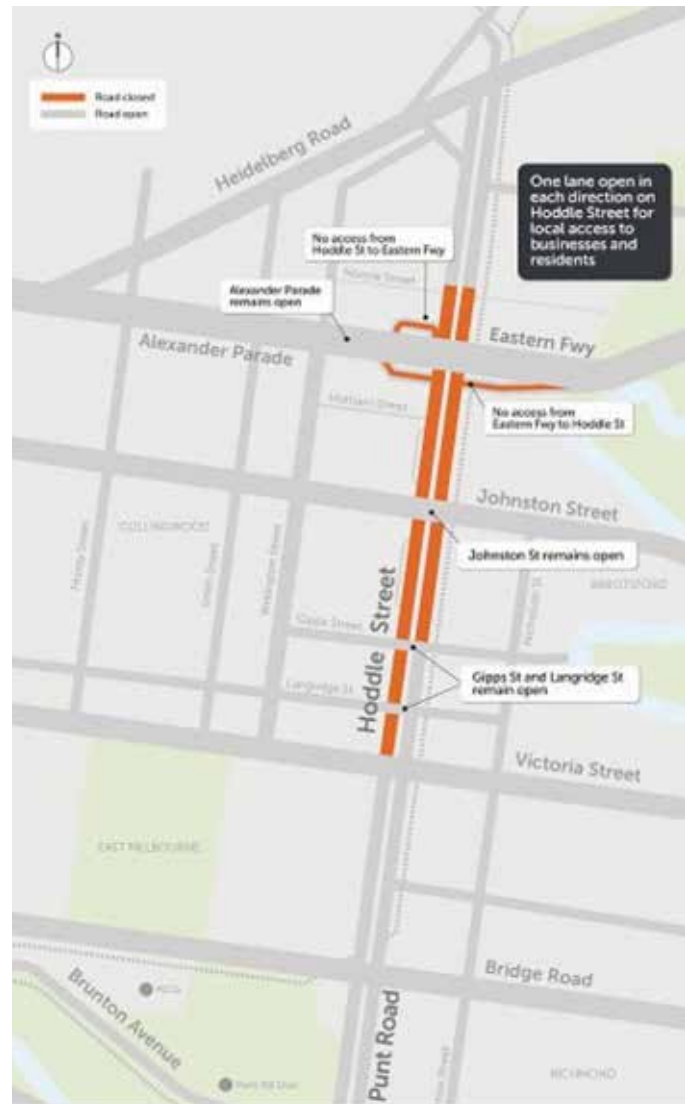 Road closed
Road open
Heidelberg Road
One lane open in
each direction on
Hoddle Street for
local access to
businesses and
residents
No access from
Hoddle St to Eastern Fwy
Alexander Parade
remains open
Eastern Fwy
Alexander Parade
No access from
Eastern Fwy to Hoddle St
Johnston Street
COLLINGWOOD
Johnston St remains open
ABBOTSFORD
Wellington Street
Hoddle Street
Gipps Street
Gipps St and Langridge St
remain open
Langridge St
Victoria Street
EAST MELBOURNE
Bridge Road
Brunton Avenue
Punt Road
RICHMOND